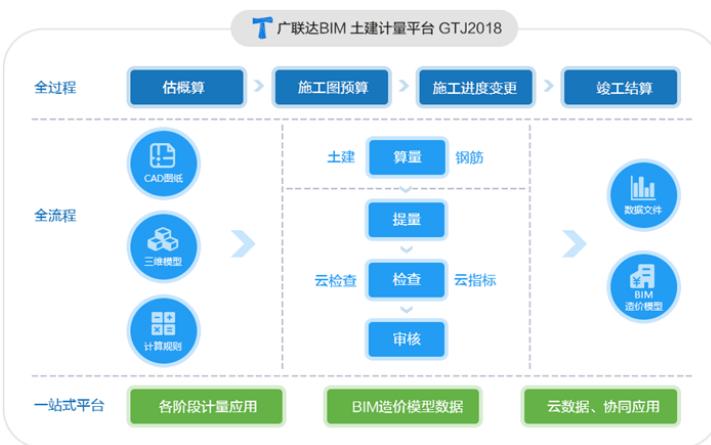 广联达BIM 土建计量平台 GTJ2018
全过程
估概算
施工图预算
施工进度变更
竣工结算
全流程
CAD图纸
三维模型
计算规则
土建
算量
钢筋
提量
云检查
检查
云指标
审核
数据文件
BIM
造价模型
一站式平台
各阶段计量应用
BIM造价模型数据
云数据、协同应用